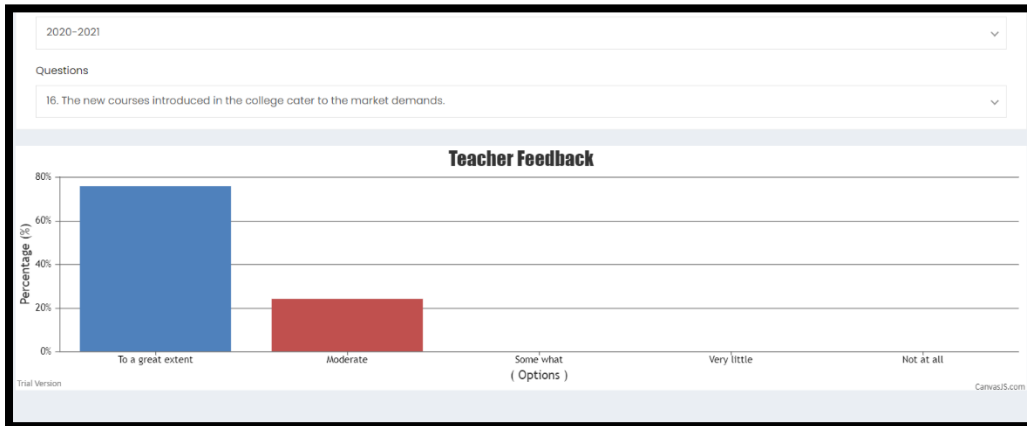 2020-2021
Questions
16. The new courses introduced in the college cater to the market demands.
Teacher Feedback
80%
60%
40%
20%
0%
Percentage (%)
To a great extent
Moderate
Some what
Very little
Not at all
( Options )
Trial Version
CanvasJS.com